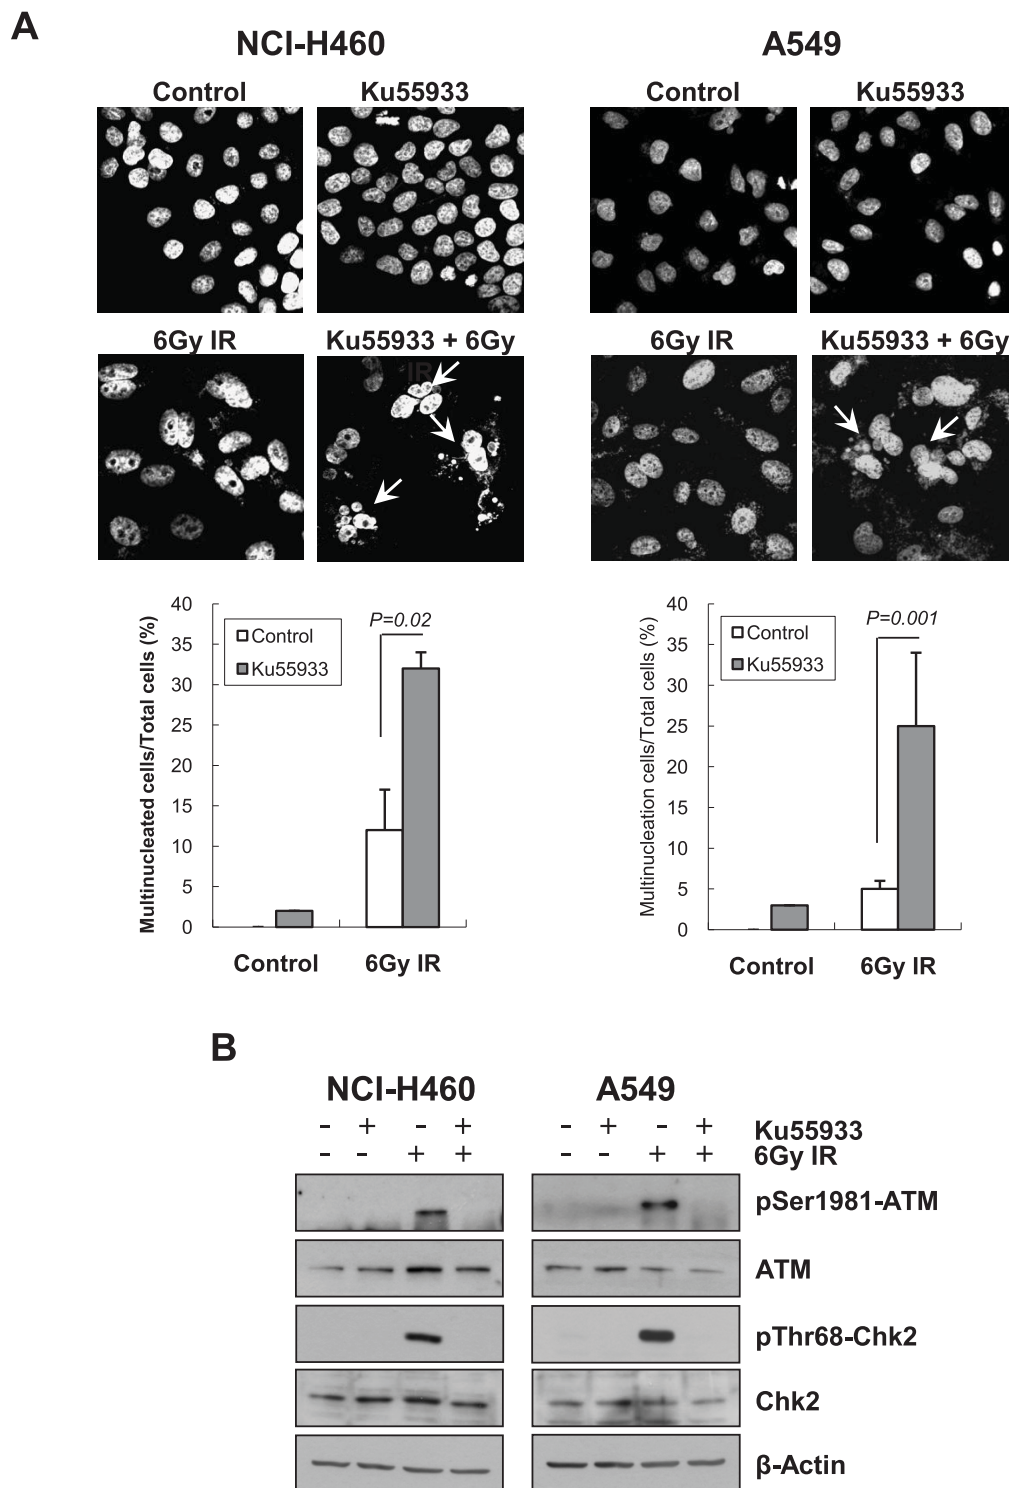 A
NCI-H460
A549
Control
Ku55933
Control
Ku55933
6Gy IR
Ku55933 + 6Gy
IR
6Gy IR
Ku55933 + 6Gy
Multinucleated cells/Total cells (%)
40
35
30
25
20
15
10
5
0
Control
Ku55933
P=0.02
Control
6Gy IR
Multinucleation cells/Total cells (%)
40
35
30
25
20
15
10
5
0
Control
Ku55933
P=0.001
Control
6Gy IR
B
NCI-H460
A549
- + - + - + - + Ku55933
- - + + - - + + 6Gy IR
pSer1981-ATM
ATM
pThr68-Chk2
Chk2
β-Actin